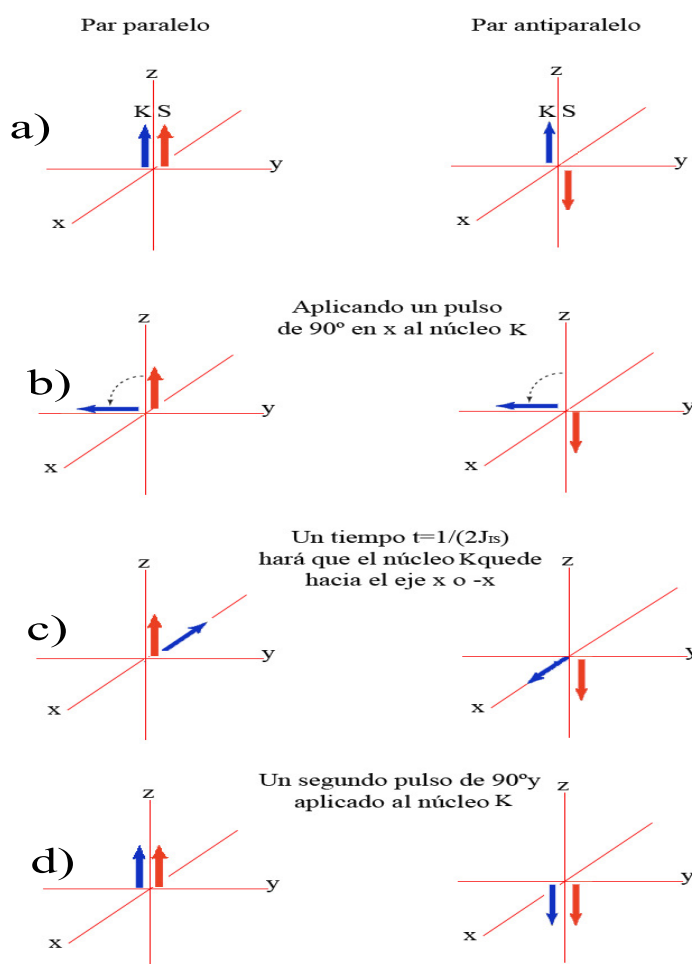 Par paralelo
Par antiparalelo
a)
z
K S
y
x
z
K S
y
x
Aplicando un pulso
de 90º en x al núcleo K
b)
z
y
x
z
y
x
Un tiempo t=1/(2JIS)
hará que el núcleo Kquede
hacia el eje x o -x
c)
z
y
x
z
y
x
Un segundo pulso de 90ºy
aplicado al núcleo K
d)
z
y
x
z
y
x